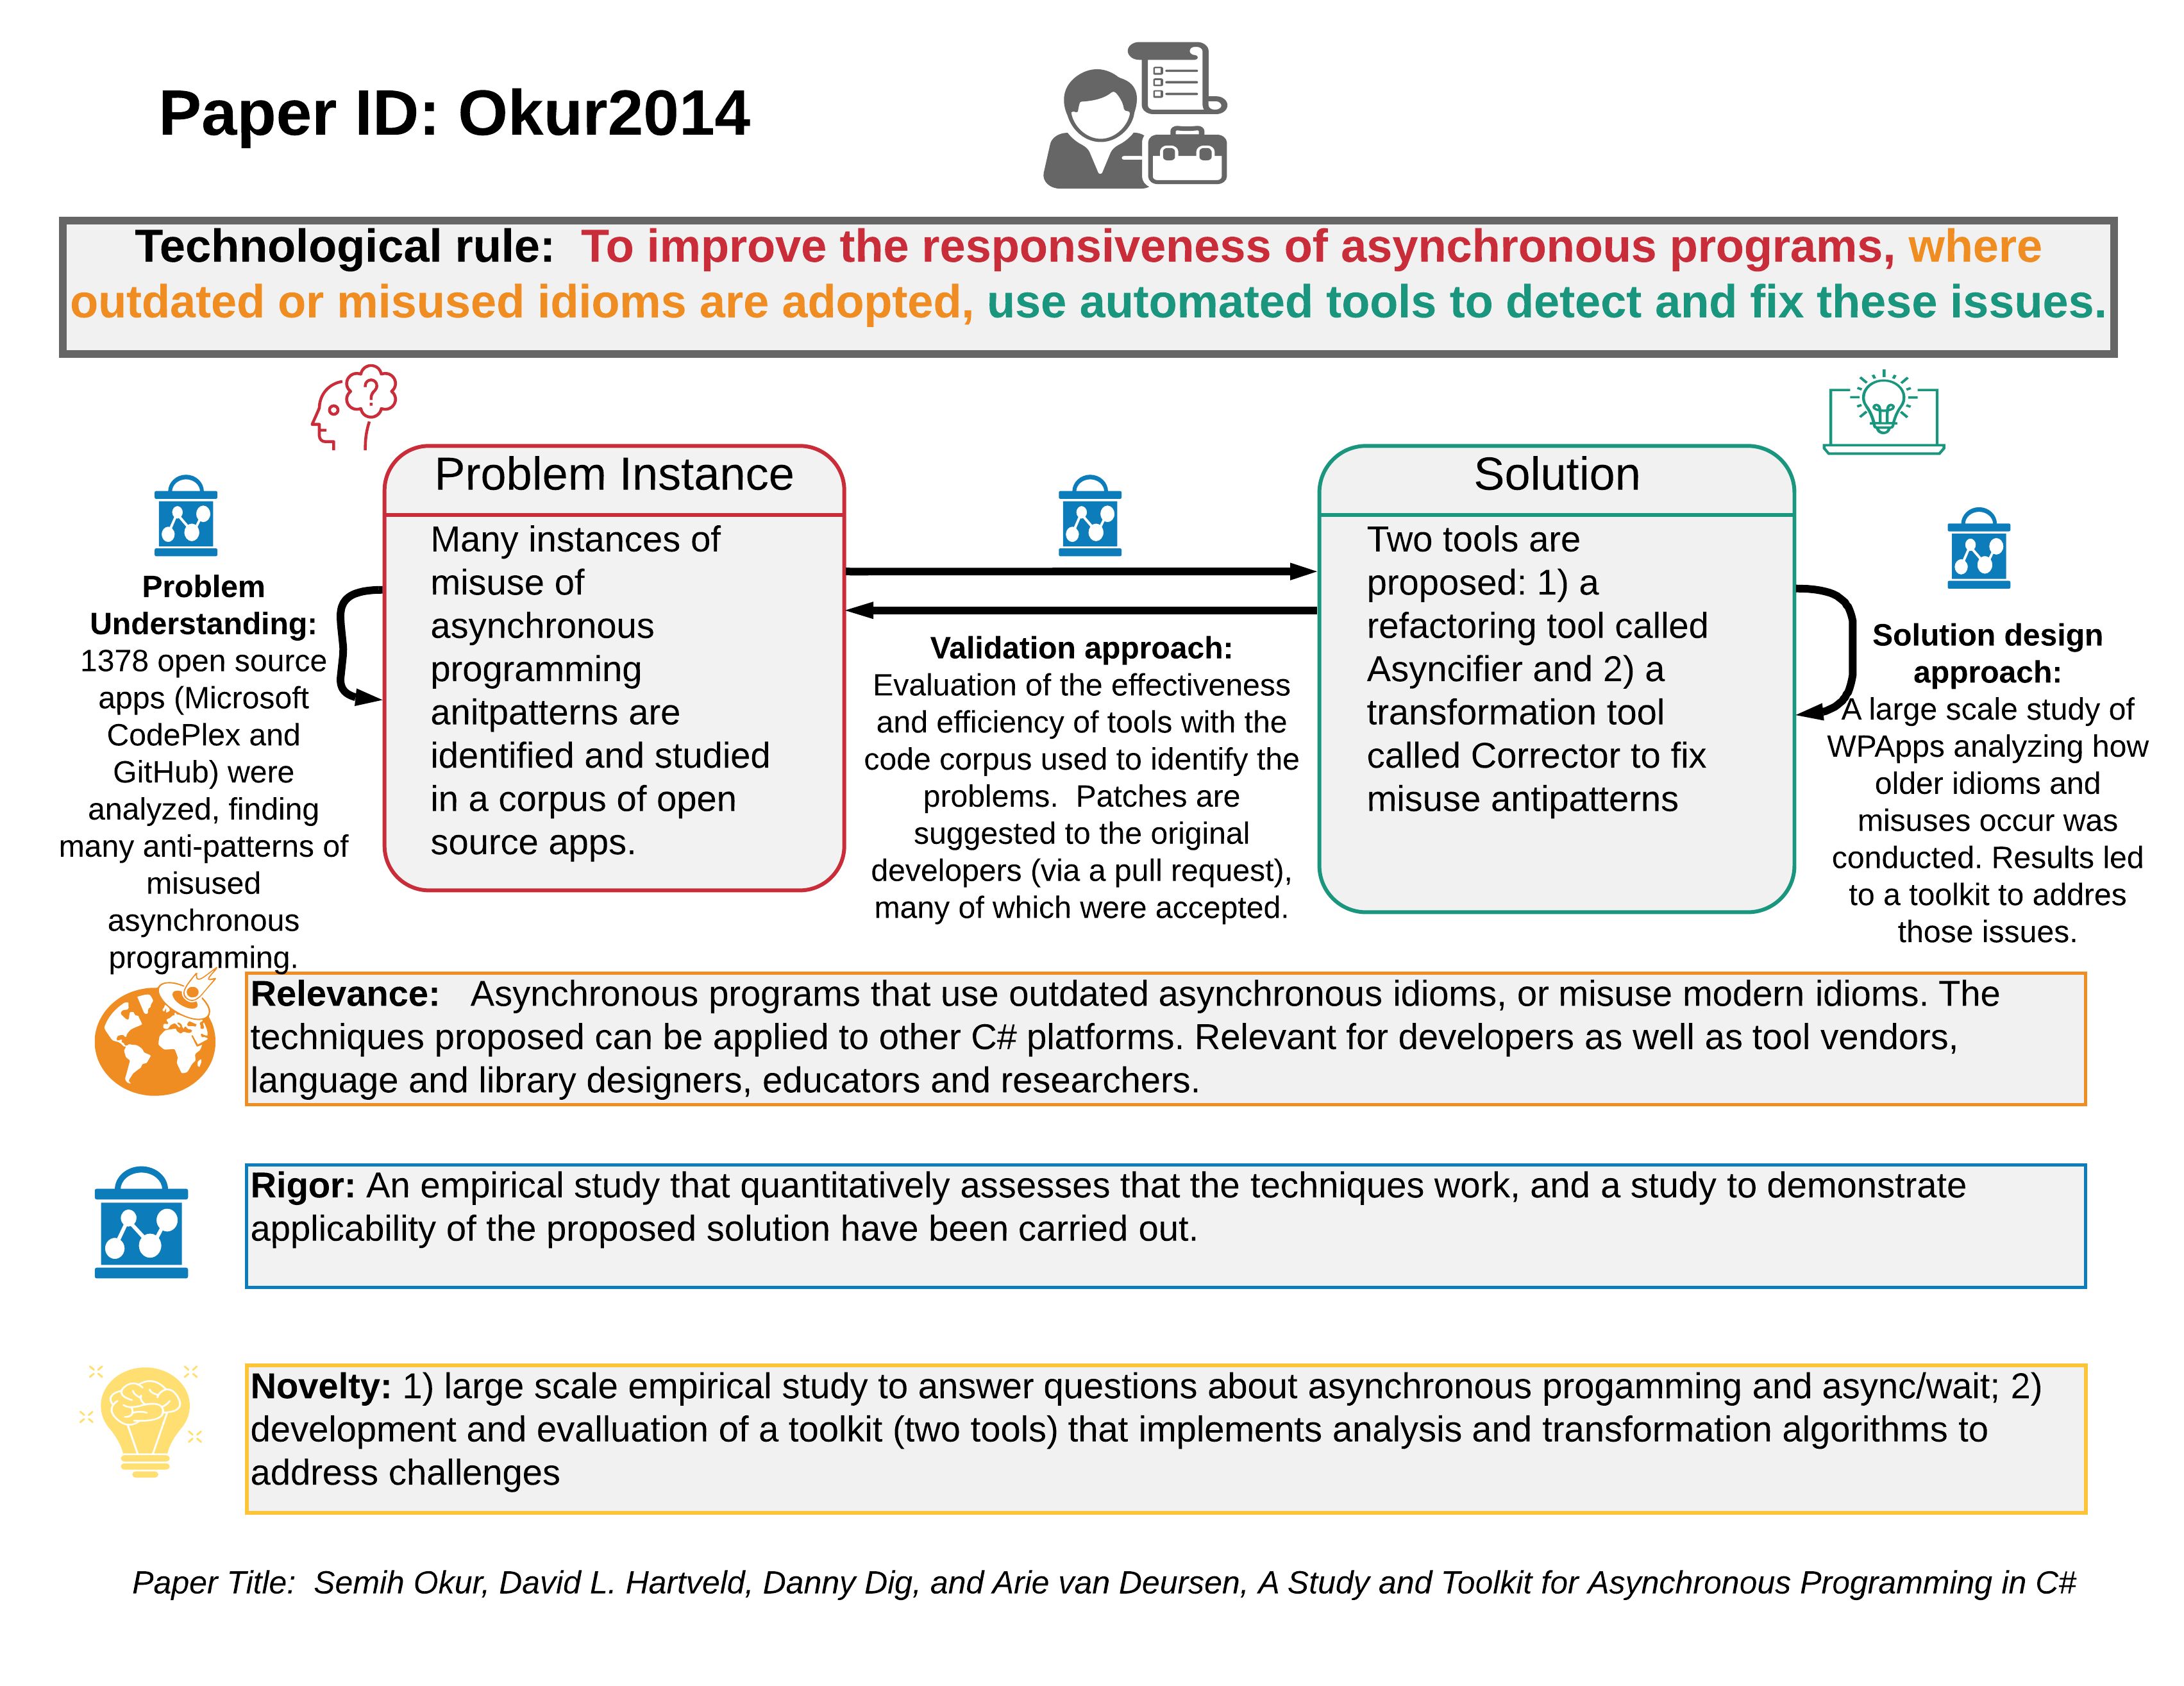 Paper ID: Okur2014
Technological rule:  To improve the responsiveness of asynchronous programs, where
outdated or misused idioms are adopted, use automated tools to detect and fix these issues.
?
Problem
Understanding:
1378 open source
apps (Microsoft
CodePlex and
GitHub) were
analyzed, finding
many anti-patterns of
misused
asynchronous
programming.
Problem Instance
Many instances of
misuse of
asynchronous
programming
anitpatterns are
identified and studied
in a corpus of open
source apps.
Validation approach:
Evaluation of the effectiveness
and efficiency of tools with the
code corpus used to identify the
problems.  Patches are
suggested to the original
developers (via a pull request),
many of which were accepted.
Solution
Two tools are
proposed: 1) a
refactoring tool called
Asyncifier and 2) a
transformation tool
called Corrector to fix
misuse antipatterns
Solution design
approach:
A large scale study of
WPApps analyzing how
older idioms and
misuses occur was
conducted. Results led
to a toolkit to addres
those issues.
Relevance:   Asynchronous programs that use outdated asynchronous idioms, or misuse modern idioms. The
techniques proposed can be applied to other C# platforms. Relevant for developers as well as tool vendors,
language and library designers, educators and researchers.
Rigor: An empirical study that quantitatively assesses that the techniques work, and a study to demonstrate
applicability of the proposed solution have been carried out.
Novelty: 1) large scale empirical study to answer questions about asynchronous progamming and async/wait; 2)
development and evalluation of a toolkit (two tools) that implements analysis and transformation algorithms to
address challenges
Paper Title:  Semih Okur, David L. Hartveld, Danny Dig, and Arie van Deursen, A Study and Toolkit for Asynchronous Programming in C#